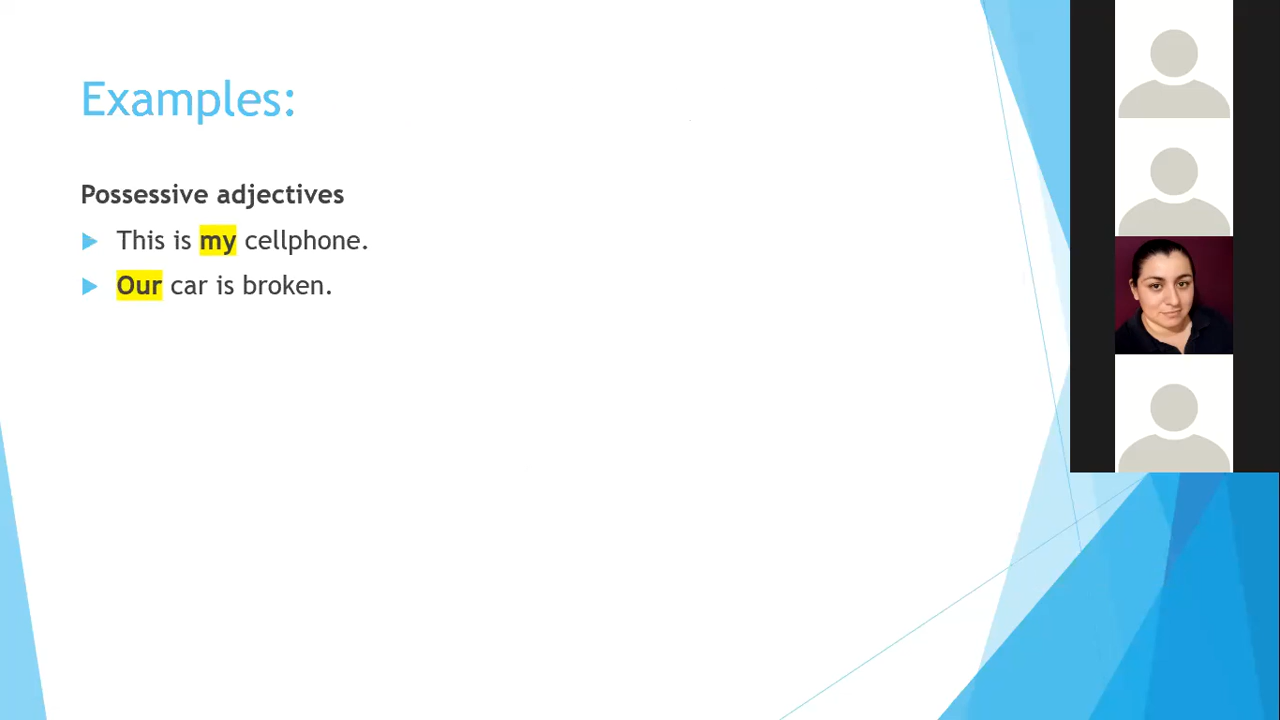 Examples:
Possessive adjectives
This is my cellphone.
Our car is broken.